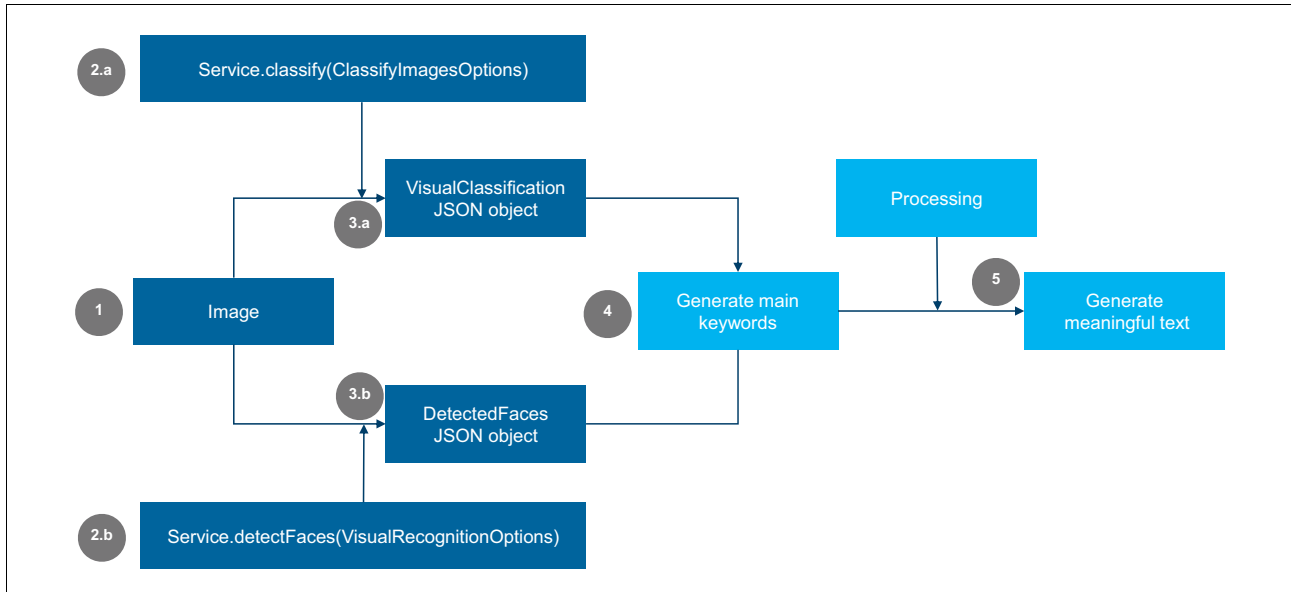 2.a
Service.classify(ClassifyImagesOptions)
VisualClassification
JSON object
3.a
Processing
1
Image
4
Generate main
keywords
5
Generate
meaningful text
3.b
DetectedFaces
JSON object
2.b
Service.detectFaces(VisualRecognitionOptions)